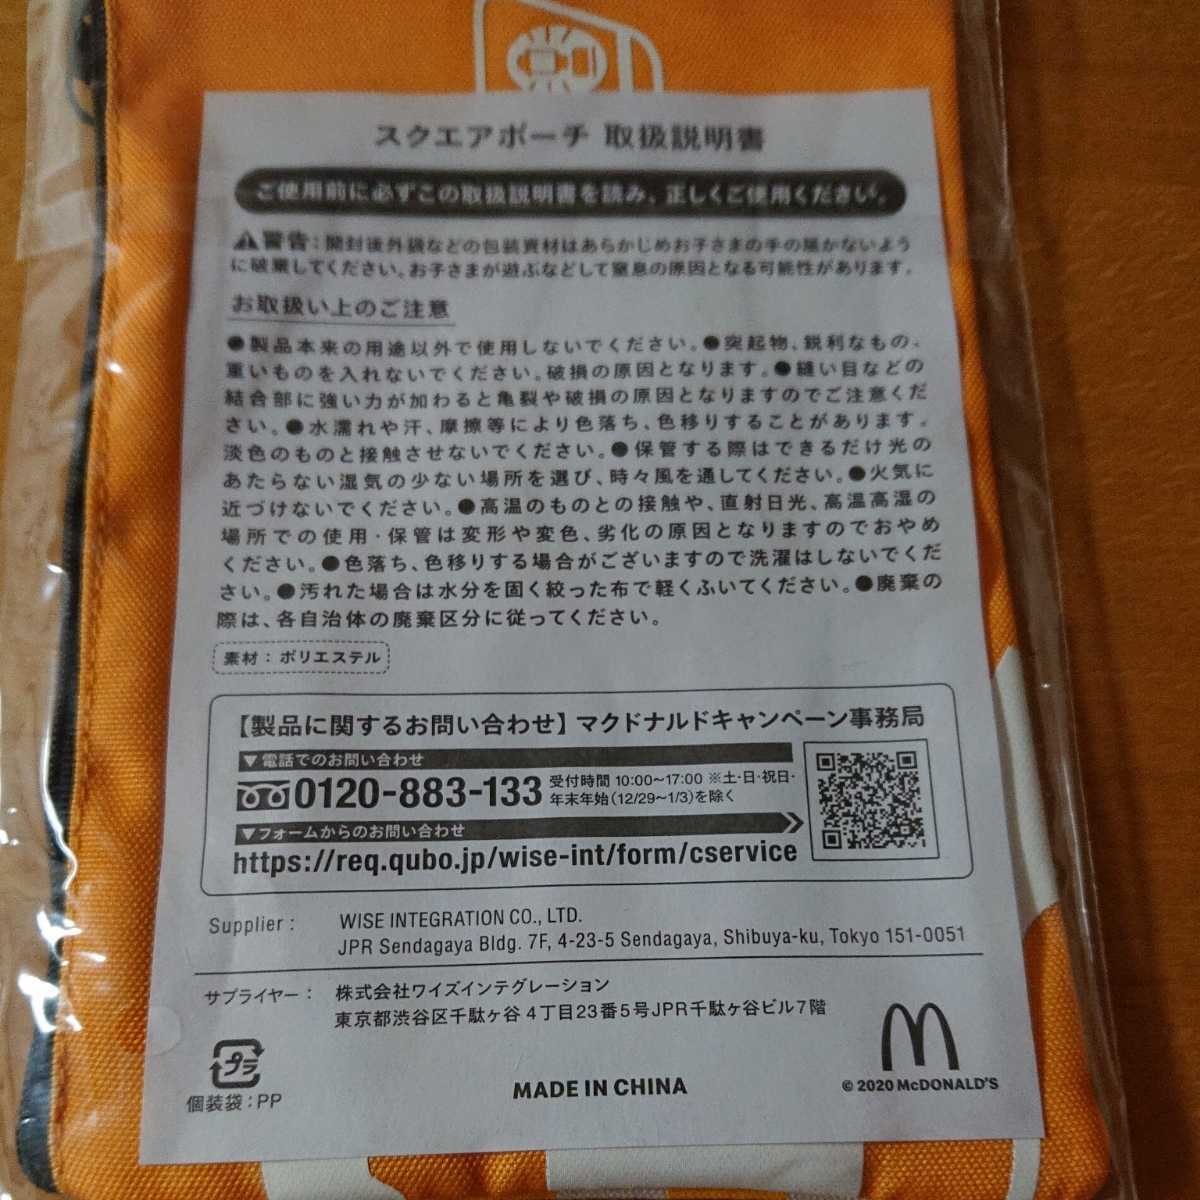 スクエアポーチ 取扱説明書
ご使用前に必ずこの取扱説明書を読み、正しくご使用ください。
警告：開封後外袋などの包装資材はあらかじめお子さまの手の届かないよう
に破棄してください。お子さまが遊ぶなどして窒息の原因となる可能性があります。
お取扱い上のご注意
●製品本来の用途以外で使用しないでください。●突起物、鋭利なもの、
重いものを入れないでください。破損の原因となります。●縫い目などの
結合部に強い力が加わると亀裂や破損の原因となりますのでご注意くだ
さい。●水濡れや汗、摩擦等により色落ち、色移りすることがあります。
淡色のものと接触させないでください。●保管する際はできるだけ光の
あたらない湿気の少ない場所を選び、時々風を通してください。●火気に
近づけないでください。●高温のものとの接触や、直射日光、高温高湿の
場所での使用・保管は変形や変色、劣化の原因となりますのでおやめ
ください。●色落ち、色移りする場合がございますので洗濯はしないでくだ
さい。●汚れた場合は水分を固く絞った布で軽くふいてください。●廃棄の
際は、各自治体の廃棄区分に従ってください。
素材：ポリエステル
【製品に関するお問い合わせ】マクドナルドキャンペーン事務局
▼電話でのお問い合わせ
0120-883-133 受付時間 10:00～17:00 ※土・日・祝日・
年末年始(12/29～1/3)を除く
▼フォームからのお問い合わせ
https://req.qubo.jp/wise-int/form/cservice
Supplier : WISE INTEGRATION CO., LTD.
JPR Sendagaya Bldg. 7F, 4-23-5 Sendagaya, Shibuya-ku, Tokyo 151-0051
サプライヤー： 株式会社ワイズインテグレーション
東京都渋谷区千駄ヶ谷4丁目23番5号JPR千駄ヶ谷ビル7階
プラ
個装袋：PP
MADE IN CHINA
© 2020 McDONALD'S